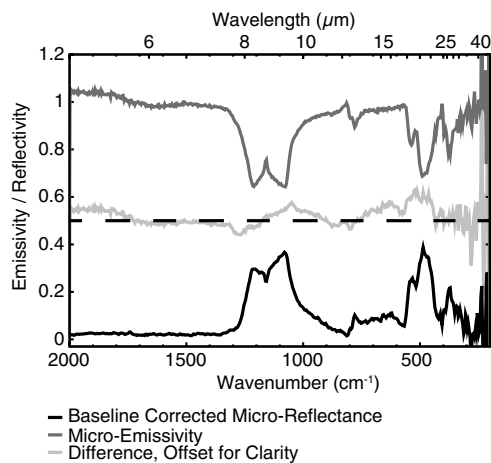 Wavelength (µm)
6 8 10 15 25 40
1.2
1
0.8
0.6
0.4
0.2
0
Emissivity / Reflectivity
2000 1500 1000 500
Wavenumber (cm-1)
Baseline Corrected Micro-Reflectance
Micro-Emissivity
Difference, Offset for Clarity